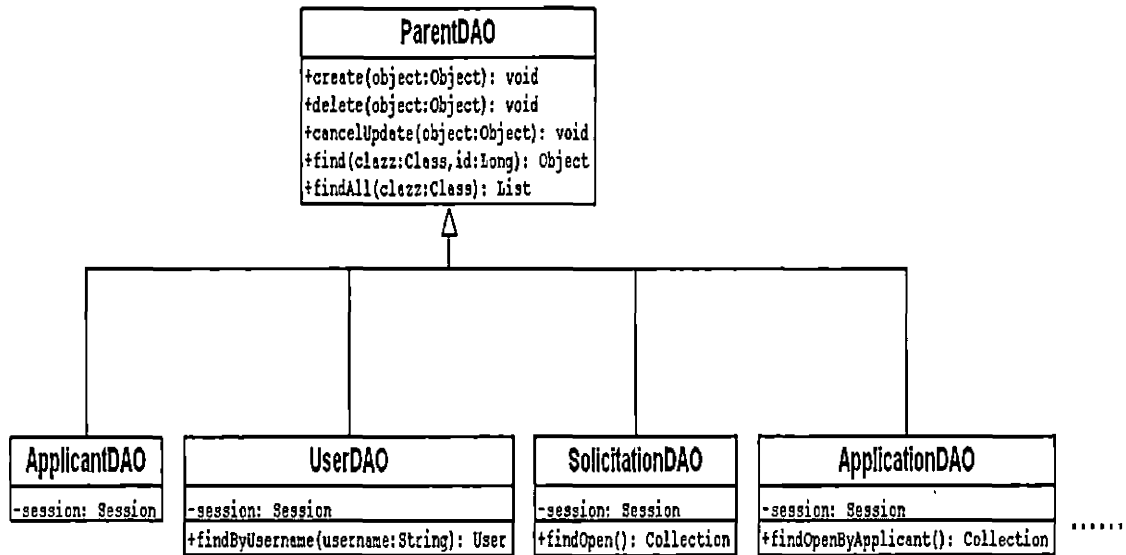 ParentDAO
+create(object:Object): void
+delete(object:Object): void
+cancelUpdate(object:Object): void
+find(clazz:Class,id:Long): Object
+findAll(clazz:Class): List
ApplicantDAO
-session: Session
UserDAO
-session: Session
+findByUsername(username:String): User
SolicitationDAO
-session: Session
+findOpen(): Collection
ApplicationDAO
-session: Session
+findOpenByApplicant(): Collection
......